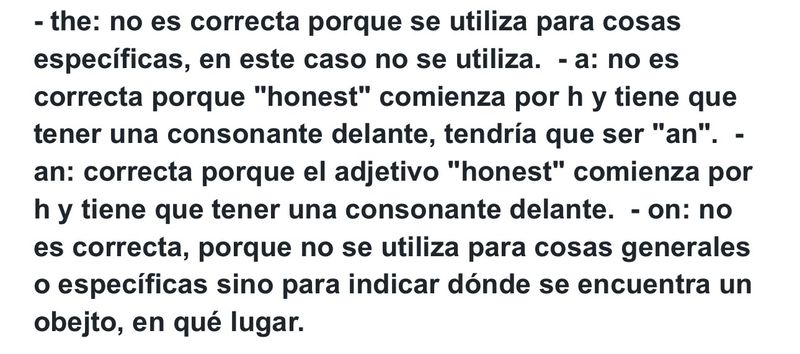 - the: no es correcta porque se utiliza para cosas
específicas, en este caso no se utiliza.  - a: no es
correcta porque "honest" comienza por h y tiene que
tener una consonante delante, tendría que ser "an".  -
an: correcta porque el adjetivo "honest" comienza por
h y tiene que tener una consonante delante.  - on: no
es correcta, porque no se utiliza para cosas generales
o específicas sino para indicar dónde se encuentra un
obejto, en qué lugar.